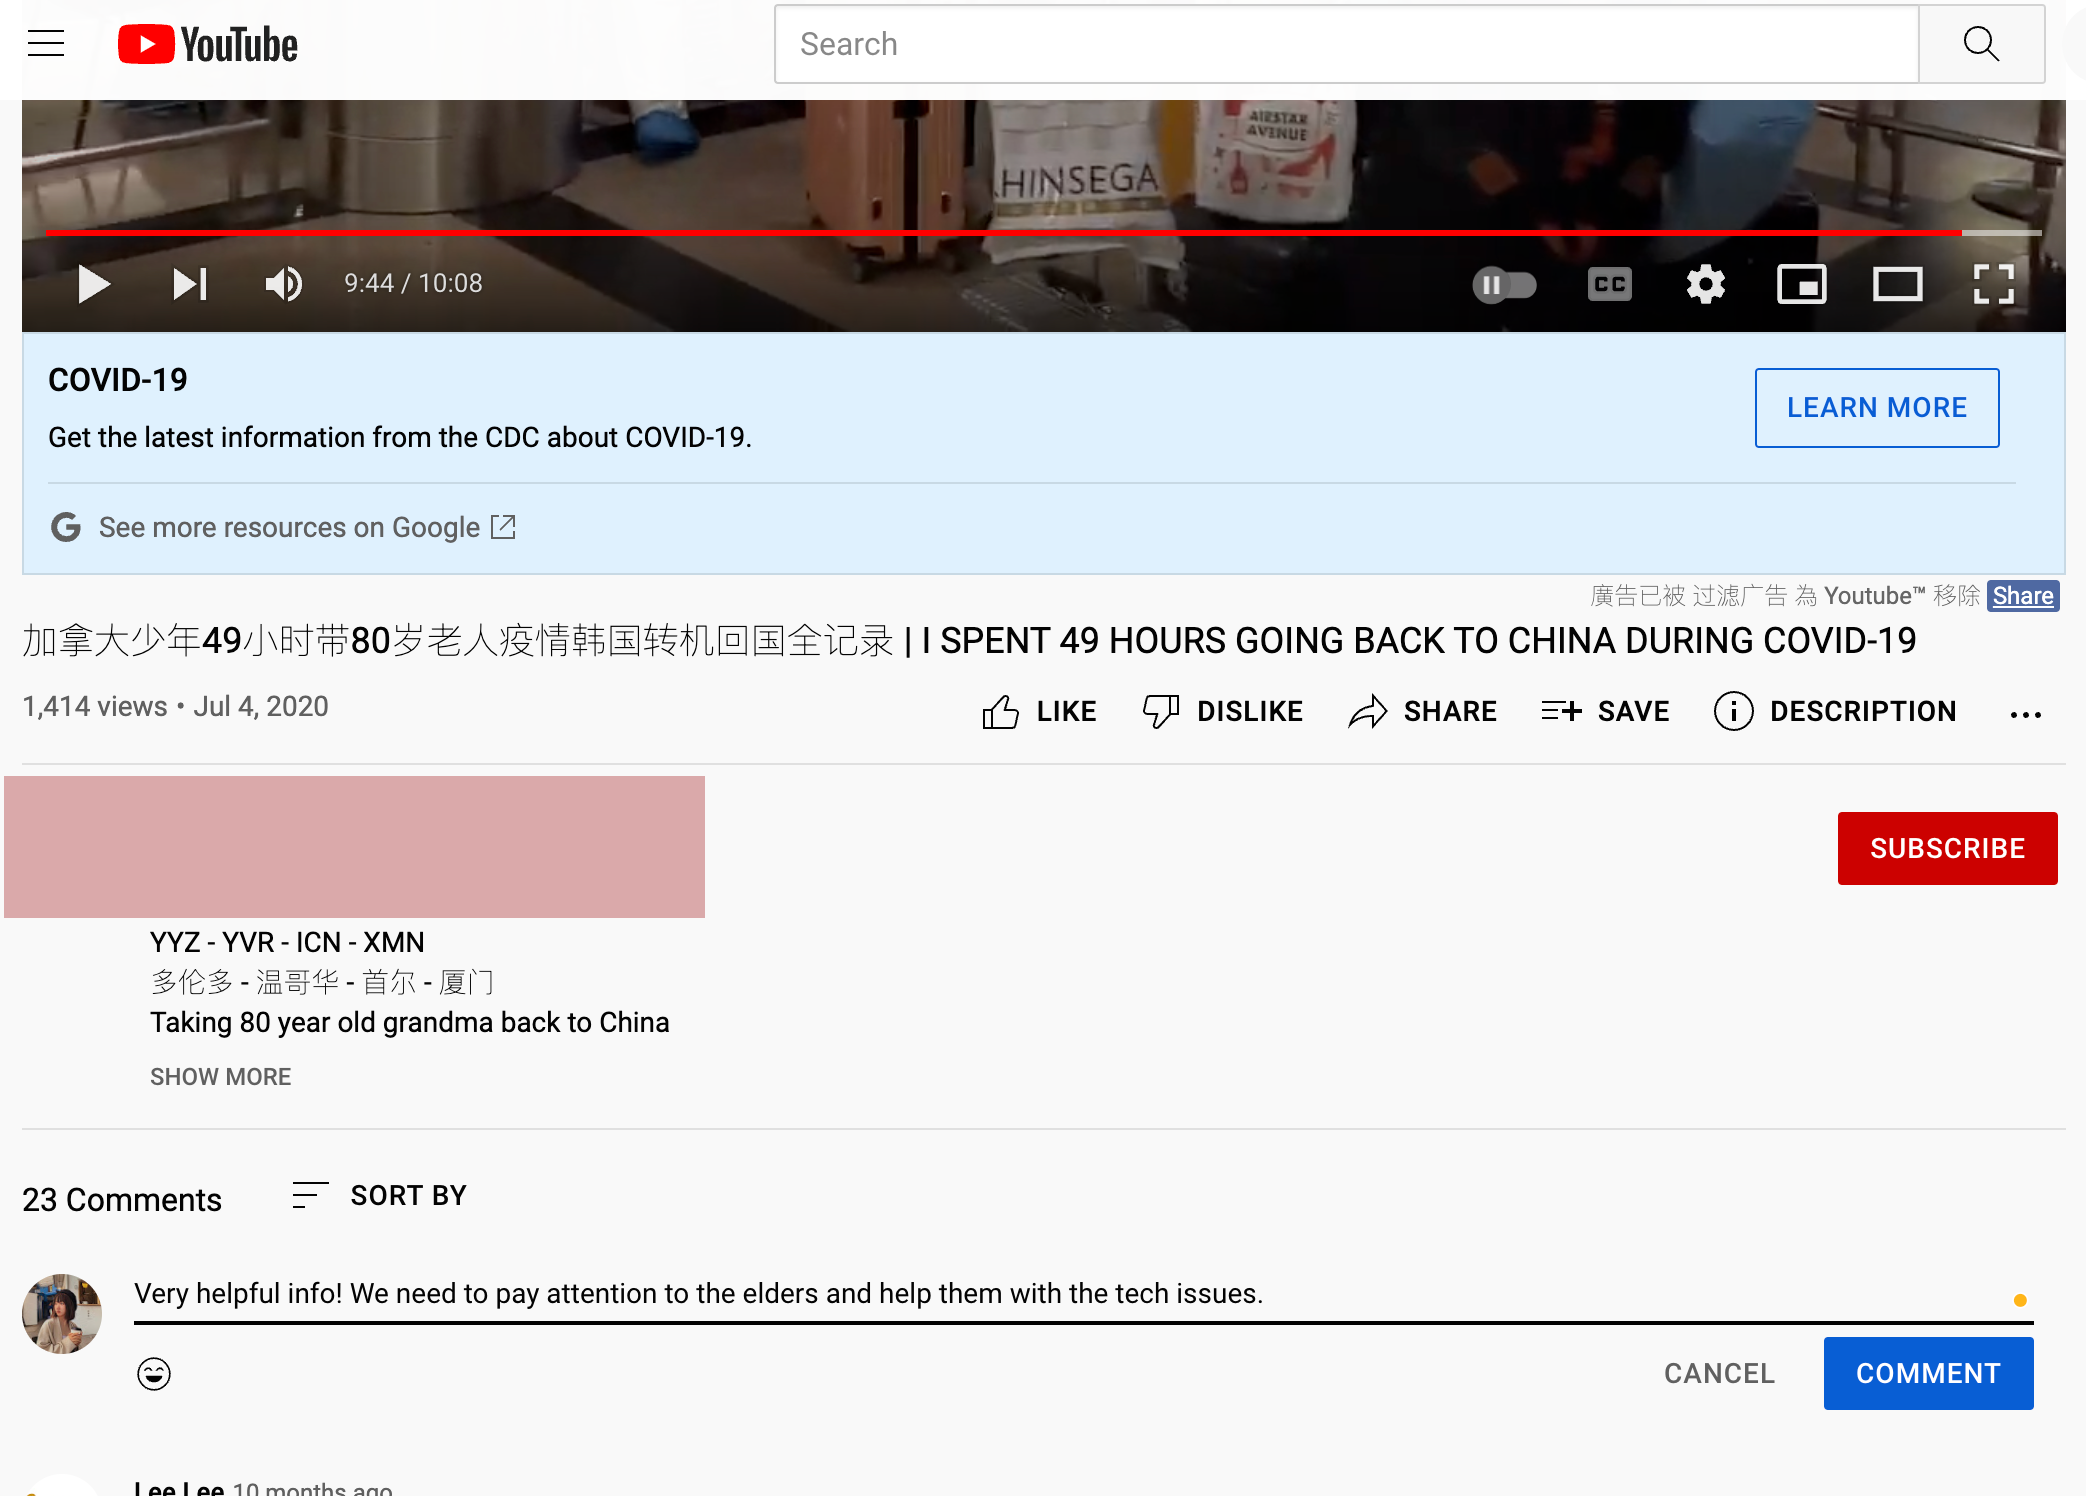 YouTube
Search
AIRSTAR
AVENUE
HINSEGA
9:44 / 10:08
CC
COVID-19
Get the latest information from the CDC about COVID-19.
LEARN MORE
See more resources on Google
廣告已被 过滤广告 為 Youtube™ 移除 Share
加拿大少年49小时带80岁老人疫情韩国转机回国全记录 | I SPENT 49 HOURS GOING BACK TO CHINA DURING COVID-19
1,414 views • Jul 4, 2020
LIKE DISLIKE SHARE SAVE DESCRIPTION ...
SUBSCRIBE
YYZ - YVR - ICN - XMN
多伦多 - 温哥华 - 首尔 - 厦门
Taking 80 year old grandma back to China
SHOW MORE
23 Comments SORT BY
Very helpful info! We need to pay attention to the elders and help them with the tech issues.
CANCEL COMMENT
Lee Lee 10 months ago